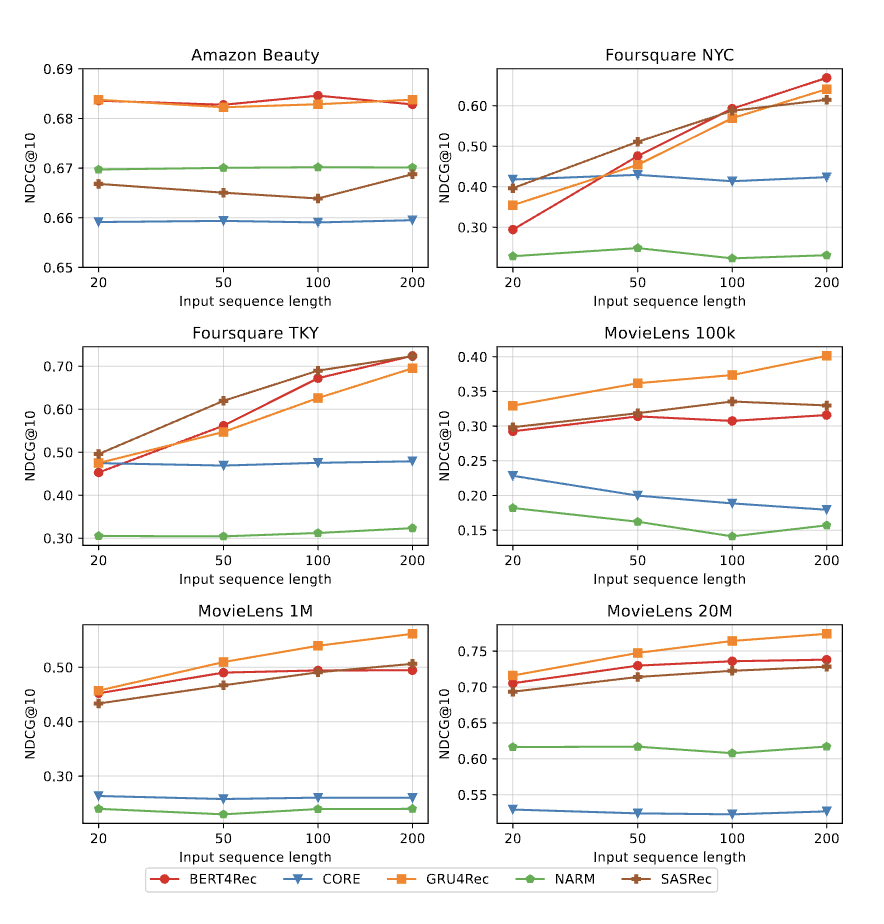 Amazon Beauty
NDCG@10
0.69
0.68
0.67
0.66
0.65
20 50 100 200
Input sequence length
Foursquare NYC
NDCG@10
0.60
0.50
0.40
0.30
20 50 100 200
Input sequence length
Foursquare TKY
NDCG@10
0.70
0.60
0.50
0.40
0.30
20 50 100 200
Input sequence length
MovieLens 100k
NDCG@10
0.40
0.35
0.30
0.25
0.20
0.15
20 50 100 200
Input sequence length
MovieLens 1M
NDCG@10
0.50
0.40
0.30
20 50 100 200
Input sequence length
MovieLens 20M
NDCG@10
0.75
0.70
0.65
0.60
0.55
20 50 100 200
Input sequence length
BERT4Rec CORE GRU4Rec NARM SASRec